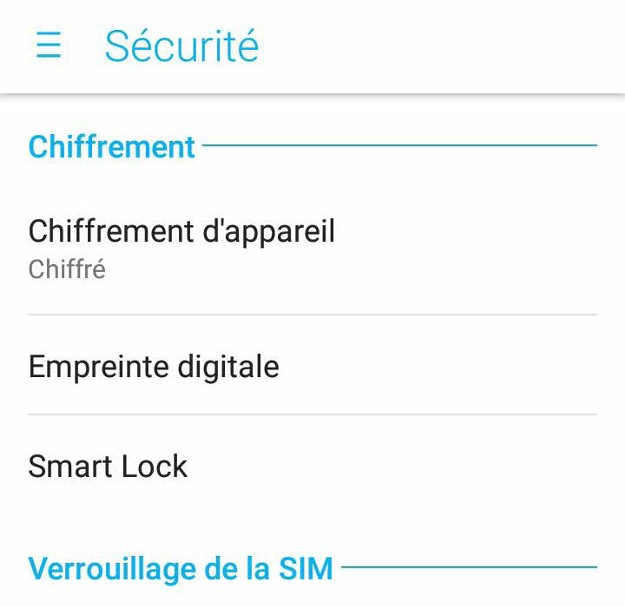 Sécurité
Chiffrement
Chiffrement d'appareil
Chiffré
Empreinte digitale
Smart Lock
Verrouillage de la SIM